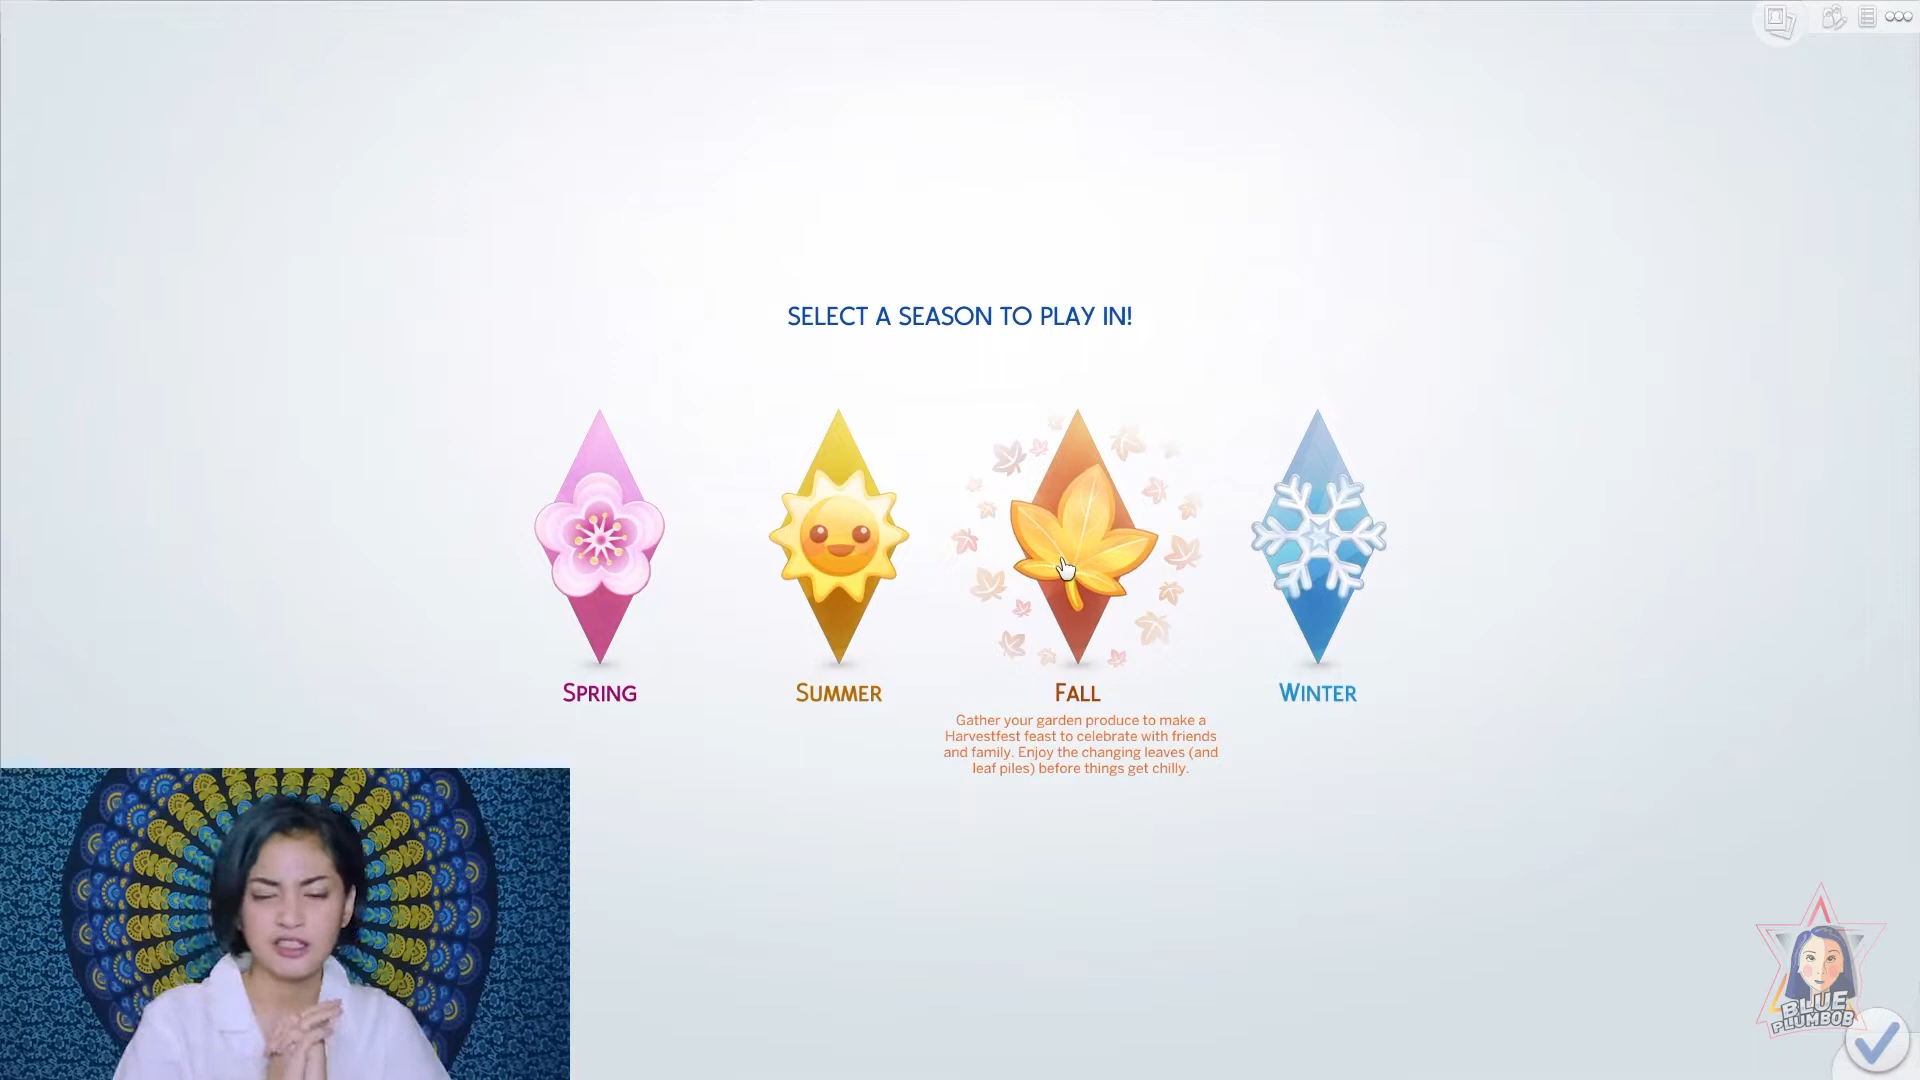 SELECT A SEASON TO PLAY IN!
SPRING
SUMMER
FALL
WINTER
Gather your garden produce to make a
Harvestfest feast to celebrate with friends
and family. Enjoy the changing leaves (and
leaf piles) before things get chilly.
BLUE
PLUMBOB